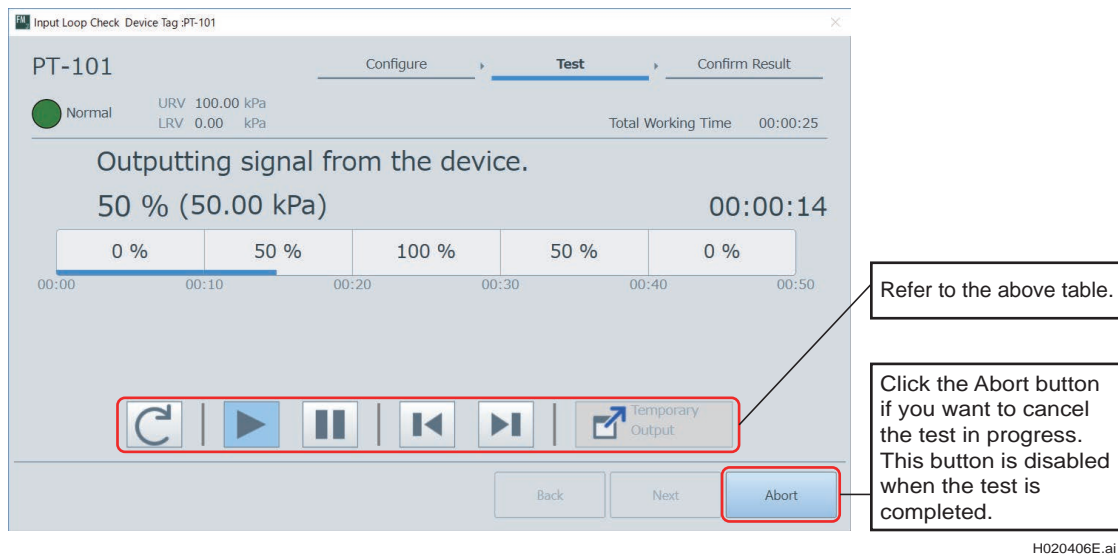 FM Input Loop Check Device Tag :PT-101
PT-101
Configure Test Confirm Result
Normal
URV 100.00 kPa
LRV 0.00 kPa
Total Working Time 00:00:25
Outputting signal from the device.
50 % (50.00 kPa) 00:00:14
0 % 50 % 100 % 50 % 0 %
00:00 00:10 00:20 00:30 00:40 00:50
Refer to the above table.
Temporary
Output
Click the Abort button
if you want to cancel
the test in progress.
This button is disabled
when the test is
completed.
Back Next Abort
H020406E.ai